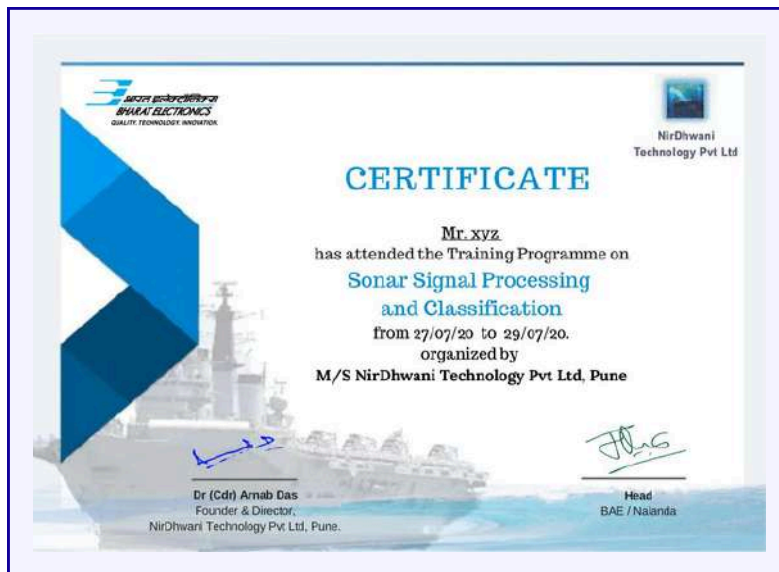 भारत इलेक्ट्रॉनिक्स
BHARAT ELECTRONICS
QUALITY. TECHNOLOGY. INNOVATION.
NirDhwani
Technology Pvt Ltd
CERTIFICATE
Mr. xyz
has attended the Training Programme on
Sonar Signal Processing
and Classification
from 27/07/20 to 29/07/20.
organized by
M/S NirDhwani Technology Pvt Ltd, Pune
Dr (Cdr) Arnab Das
Founder & Director,
NirDhwani Technology Pvt Ltd, Pune.
Head
BAE / Nalanda